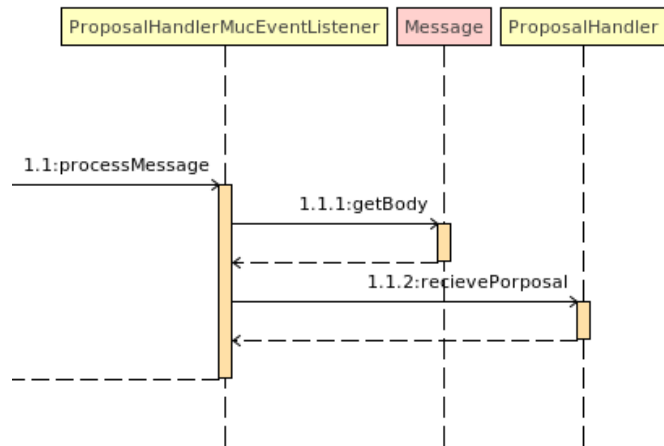 ProposalHandlerMucEventListener
Message
ProposalHandler
1.1:processMessage
1.1.1:getBody
1.1.2:recievePorposal